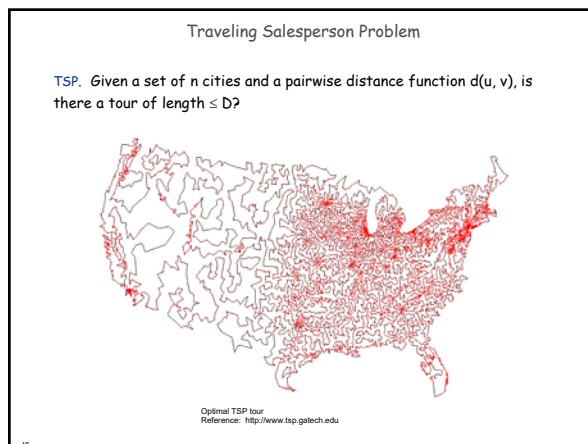 Traveling Salesperson Problem
TSP. Given a set of n cities and a pairwise distance function d(u, v), is
there a tour of length ≤ D?
Optimal TSP tour
Reference: http://www.tsp.gatech.edu